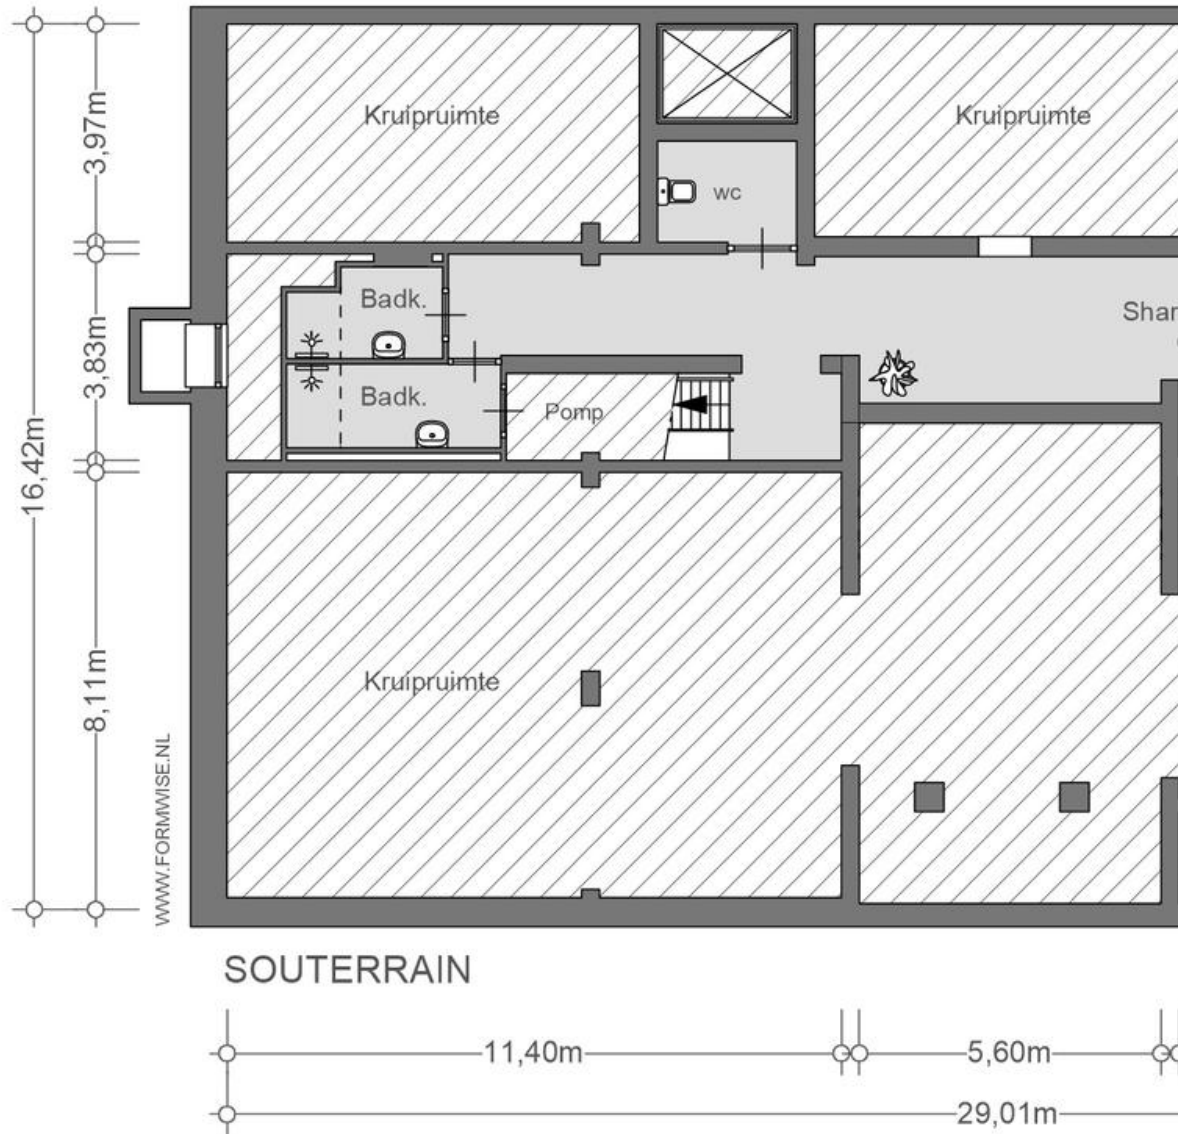 3,97m
Kruipruimte
Kruipruimte
wc
Badk.
Shar
3,83m
Badk.
Pomp
16,42m
Kruipruimte
8,11m
WWW.FORMWISE.NL
SOUTERRAIN
11,40m
5,60m
29,01m